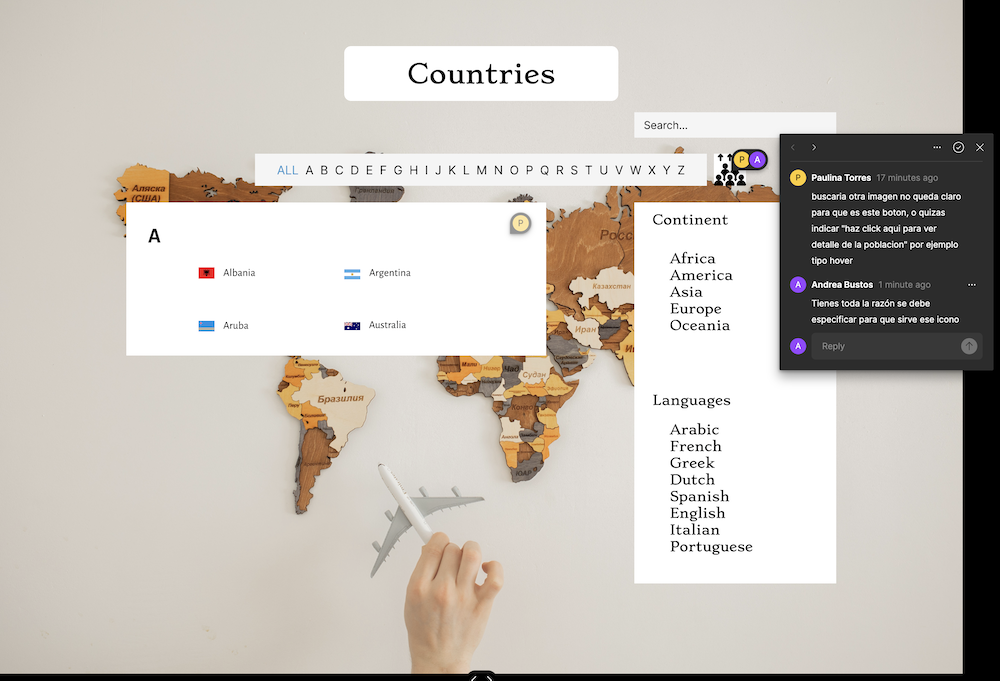 Countries
Search...
ALL A B C D E F G H I J K L M N O P Q R S T U V W X Y Z
P A
P Paulina Torres 17 minutes ago
buscaria otra imagen no queda claro
para que es este boton, o quizas
indicar "haz click aqui para ver
detalle de la poblacion" por ejemplo
tipo hover
A Andrea Bustos 1 minute ago
Tienes toda la razón se debe
especificar para que sirve ese icono
A Reply
Аляска
(США)
A
P
Albania
Argentina
Aruba
Australia
Росс
Казахстан
Иран
Continent
Africa
America
Asia
Europe
Oceania
Languages
Arabic
French
Greek
Dutch
Spanish
English
Italian
Portuguese
Бразилия
Мали
Чад
Судан
ЮАР